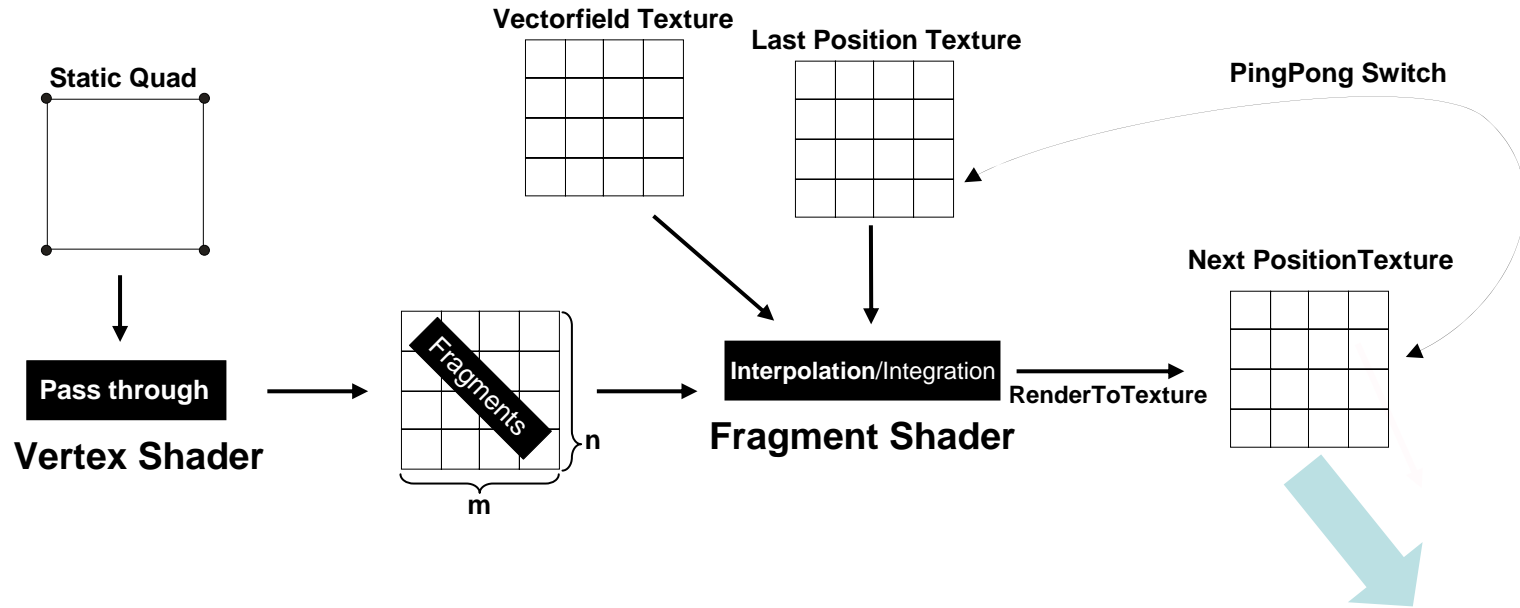 Vectorfield Texture
Last Position Texture
Static Quad
PingPong Switch
Next PositionTexture
Fragments
Pass through
Interpolation/Integration
RenderToTexture
Vertex Shader
n
Fragment Shader
m